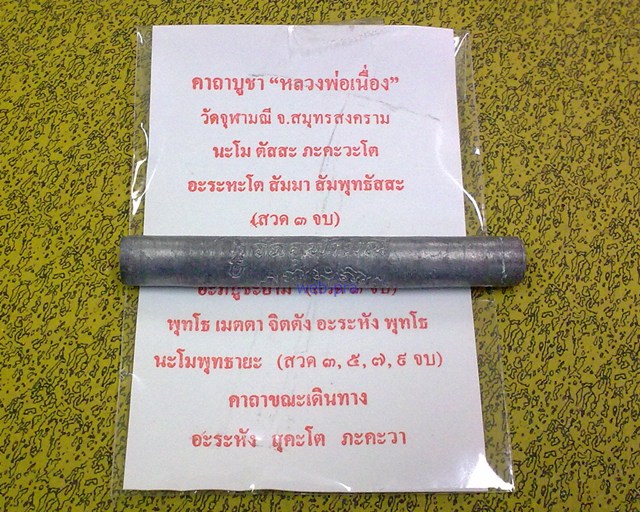 คาถาบูชา “หลวงพ่อเนื่อง”
วัดจุฬามณี จ.สมุทรสงคราม
นะโม ตัสสะ ภะคะวะโต
อะระหะโต สัมมา สัมพุทธัสสะ
(สวด ๓ จบ)
จบ)
พุทโธ เมตตา จิตตัง อะระหัง พุทโธ
นะโมพุทธายะ (สวด ๓, ๕, ๗, ๙ จบ)
คาถาขณะเดินทาง
อะระหัง สุคะโต ภะคะวา